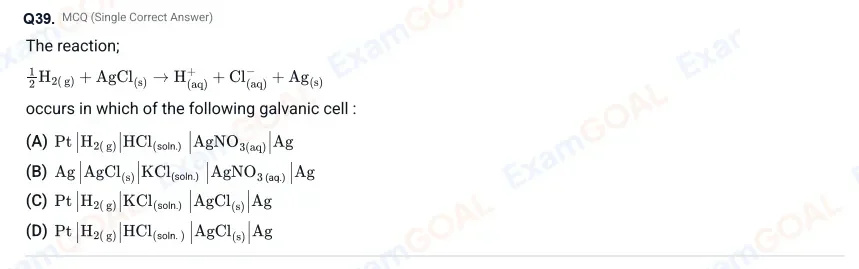 Q39. MCQ (Single Correct Answer)
The reaction;
½H₂₍ g₎ + AgCl₍s₎ → H⁺₍aq₎ + Cl⁻₍aq₎ + Ag₍s₎
occurs in which of the following galvanic cell :
(A) Pt |H₂₍ g₎|HCl₍soln.₎ |AgNO₃₍aq₎|Ag
(B) Ag |AgCl₍s₎|KCl₍soln.₎ |AgNO₃ ₍aq.₎ |Ag
(C) Pt |H₂₍ g₎|KCl₍soln.₎ |AgCl₍s₎|Ag
(D) Pt |H₂₍ g₎|HCl₍soln. ₎ |AgCl₍s₎|Ag
ExamGOAL